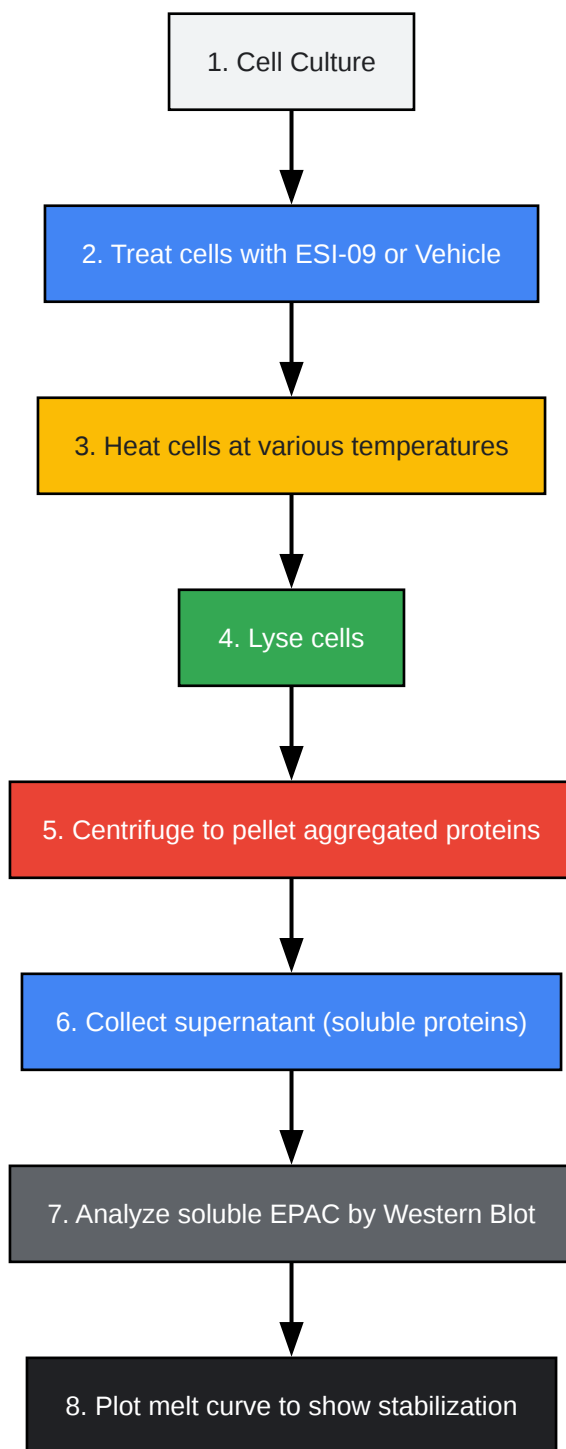 1. Cell Culture
2. Treat cells with ESI-09 or Vehicle
3. Heat cells at various temperatures
4. Lyse cells
5. Centrifuge to pellet aggregated proteins
6. Collect supernatant (soluble proteins)
7. Analyze soluble EPAC by Western Blot
8. Plot melt curve to show stabilization